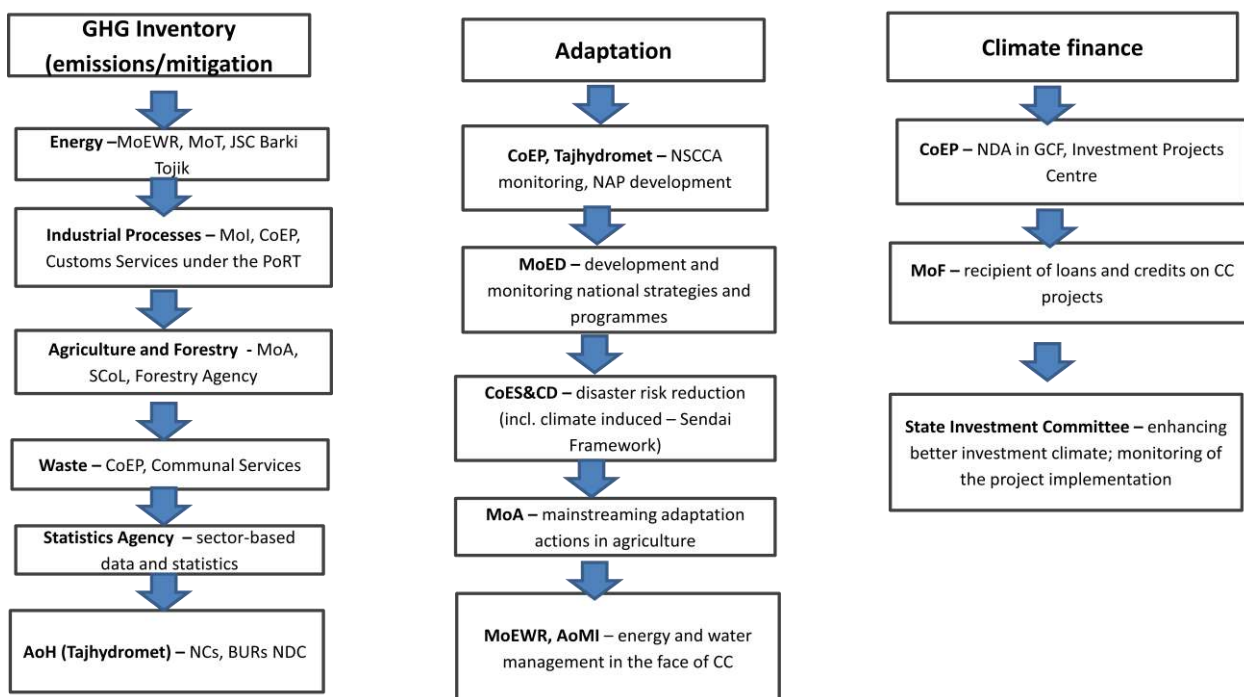 GHG Inventory
(emissions/mitigation
Energy –MoEWR, MoT, JSC Barki
Tojik
Industrial Processes – MoI, CoEP,
Customs Services under the PoRT
Agriculture and Forestry - MoA,
SCoL, Forestry Agency
Waste – CoEP, Communal Services
Statistics Agency – sector-based
data and statistics
AoH (Tajhydromet) – NCs, BURs NDC
Adaptation
CoEP, Tajhydromet – NSCCA
monitoring, NAP development
MoED – development and
monitoring national strategies and
programmes
CoES&CD – disaster risk reduction
(incl. climate induced – Sendai
Framework)
MoA – mainstreaming adaptation
actions in agriculture
MoEWR, AoMI – energy and water
management in the face of CC
Climate finance
CoEP – NDA in GCF, Investment Projects
Centre
MoF – recipient of loans and credits on CC
projects
State Investment Committee – enhancing
better investment climate; monitoring of
the project implementation